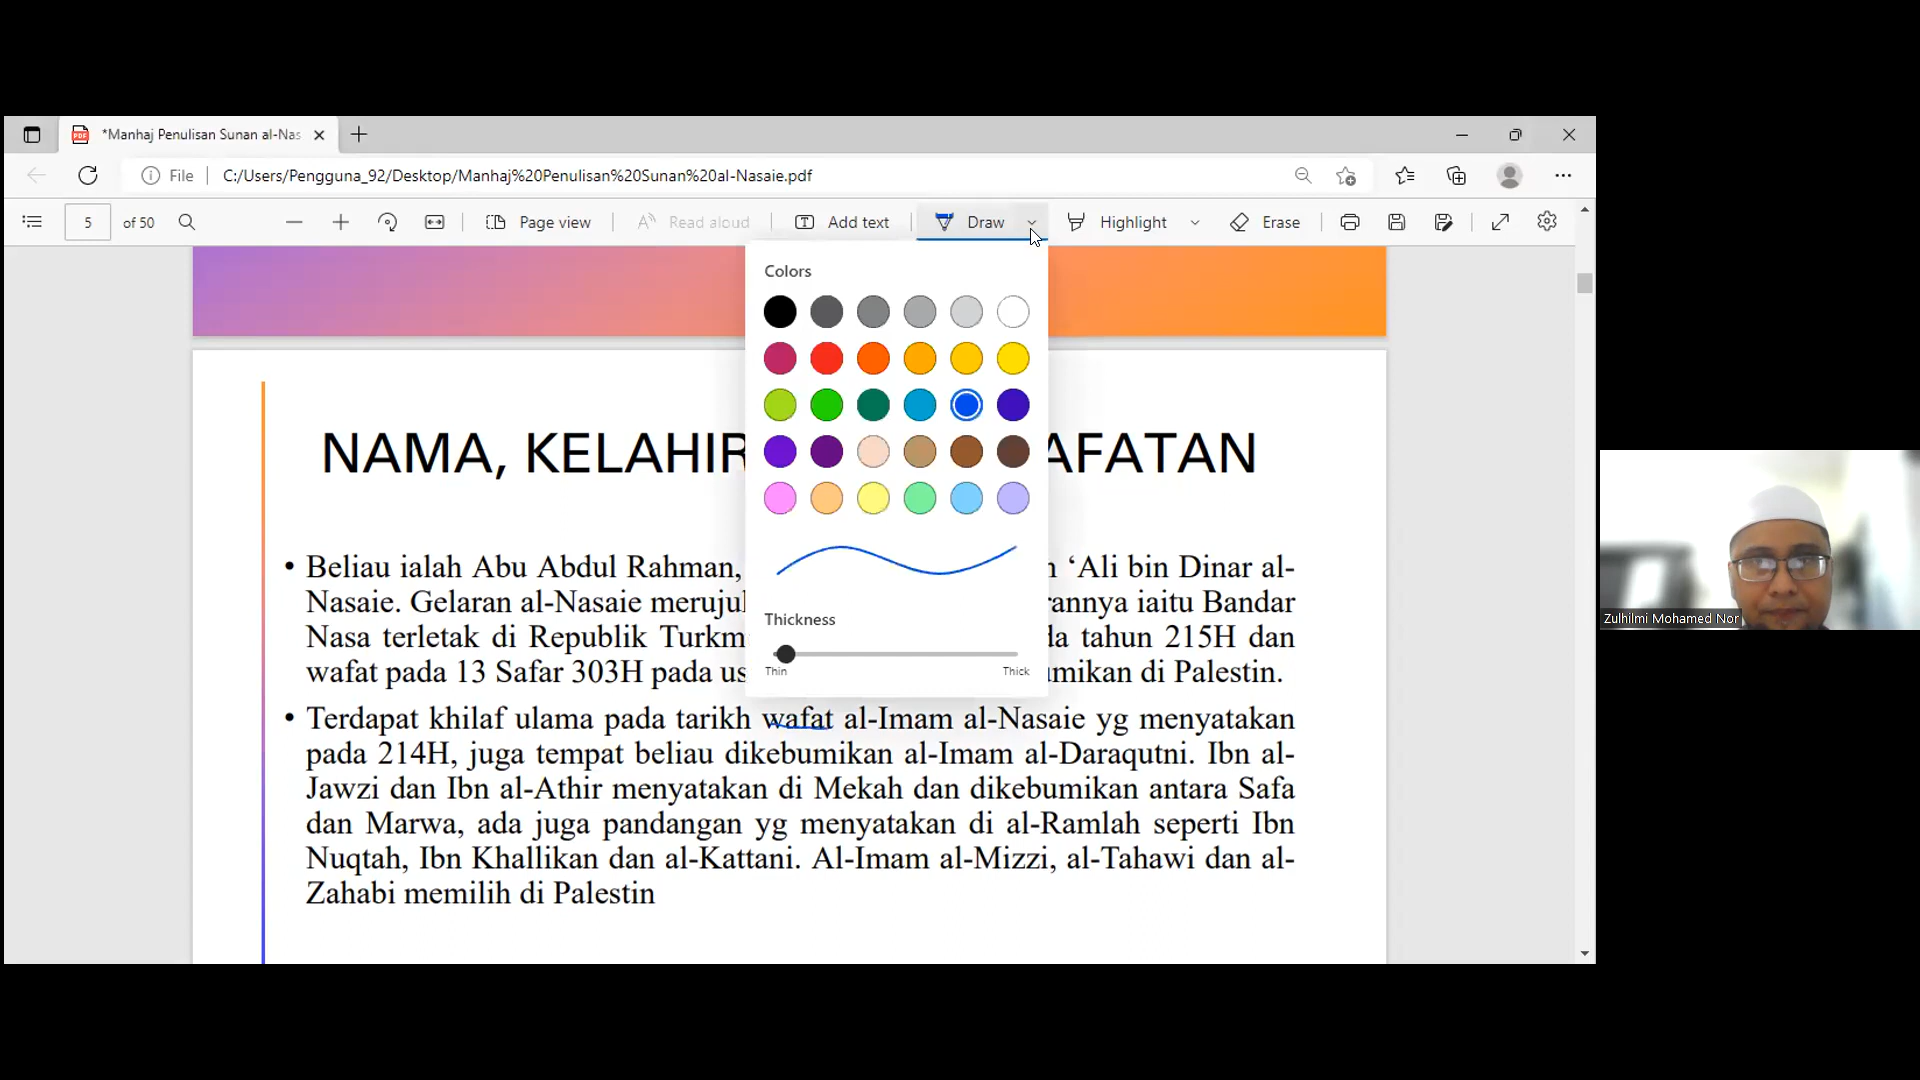 *Manhaj Penulisan Sunan al-Nas
File
C:/Users/Pengguna_92/Desktop/Manhaj%20Penulisan%20Sunan%20al-Nasaie.pdf
5 of 50
Page view
Read aloud
Add text
Draw
Highlight
Erase
Colors
Thickness
Thin
Thick
NAMA, KELAHIR AFATAN
• Beliau ialah Abu Abdul Rahman, ‘Ali bin Dinar al-
Nasaie. Gelaran al-Nasaie meruju rannya iaitu Bandar
Nasa terletak di Republik Turkm tahun 215H dan
wafat pada 13 Safar 303H pada us umikan di Palestin.
• Terdapat khilaf ulama pada tarikh wafat al-Imam al-Nasaie yg menyatakan
pada 214H, juga tempat beliau dikebumikan al-Imam al-Daraqutni. Ibn al-
Jawzi dan Ibn al-Athir menyatakan di Mekah dan dikebumikan antara Safa
dan Marwa, ada juga pandangan yg menyatakan di al-Ramlah seperti Ibn
Nuqtah, Ibn Khallikan dan al-Kattani. Al-Imam al-Mizzi, al-Tahawi dan al-
Zahabi memilih di Palestin
Zulhilmi Mohamed Nor